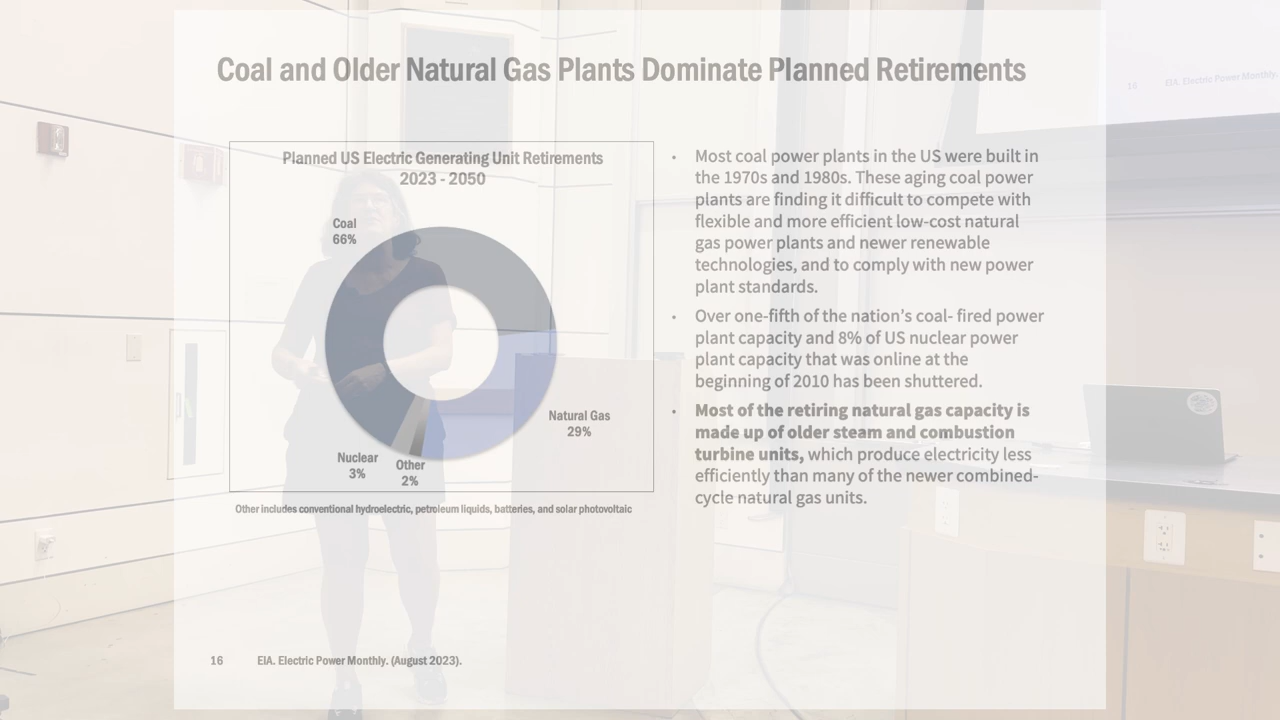 Coal and Older Natural Gas Plants Dominate Planned Retirements
16 EIA. Electric Power Monthly.
Planned US Electric Generating Unit Retirements
2023 - 2050
Coal
66%
Natural Gas
29%
Nuclear
3%
Other
2%
Other includes conventional hydroelectric, petroleum liquids, batteries, and solar photovoltaic
• Most coal power plants in the US were built in
the 1970s and 1980s. These aging coal power
plants are finding it difficult to compete with
flexible and more efficient low-cost natural
gas power plants and newer renewable
technologies, and to comply with new power
plant standards.
• Over one-fifth of the nation’s coal- fired power
plant capacity and 8% of US nuclear power
plant capacity that was online at the
beginning of 2010 has been shuttered.
• Most of the retiring natural gas capacity is
made up of older steam and combustion
turbine units, which produce electricity less
efficiently than many of the newer combined-
cycle natural gas units.
16 EIA. Electric Power Monthly. (August 2023).